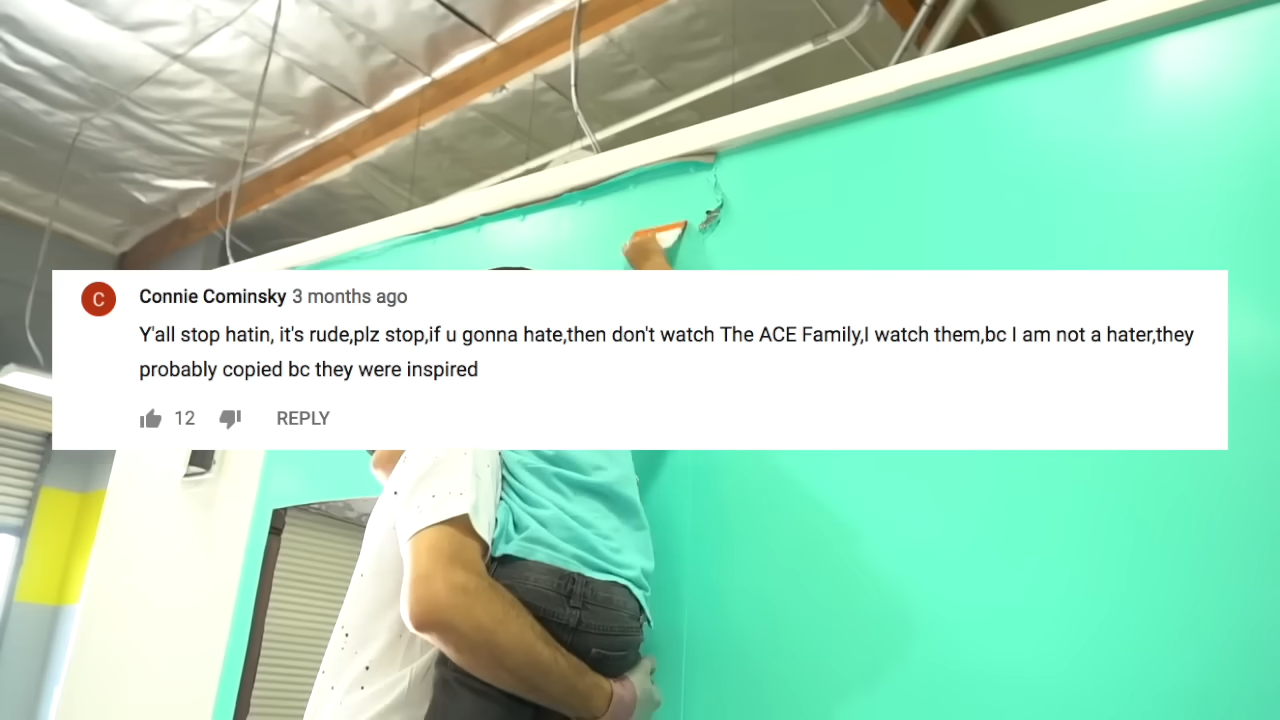 C
Connie Cominsky 3 months ago
Y'all stop hatin, it's rude,plz stop,if u gonna hate,then don't watch The ACE Family,I watch them,bc I am not a hater,they
probably copied bc they were inspired
12 REPLY